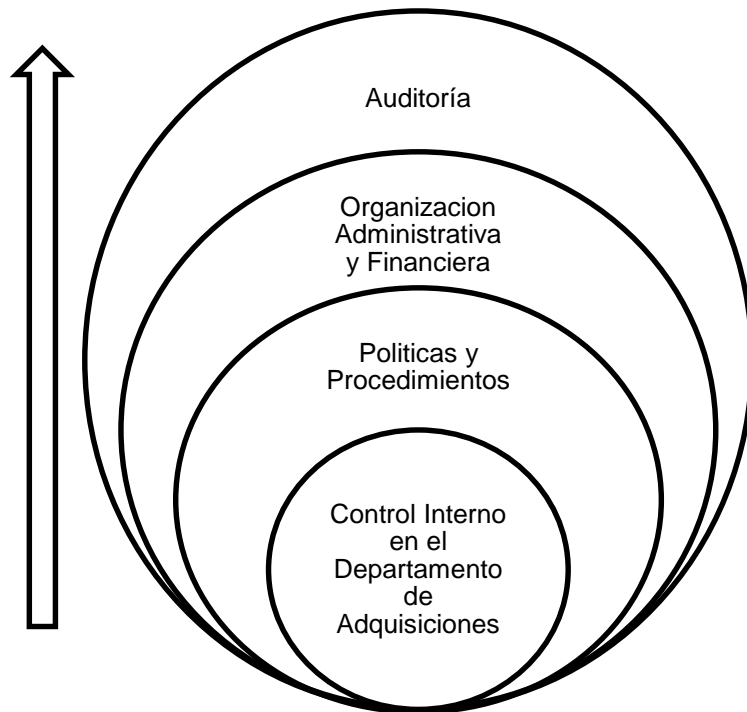 Auditoría
Organizacion
Administrativa
y Financiera
Politicas y
Procedimientos
Control Interno
en el
Departamento
de
Adquisiciones